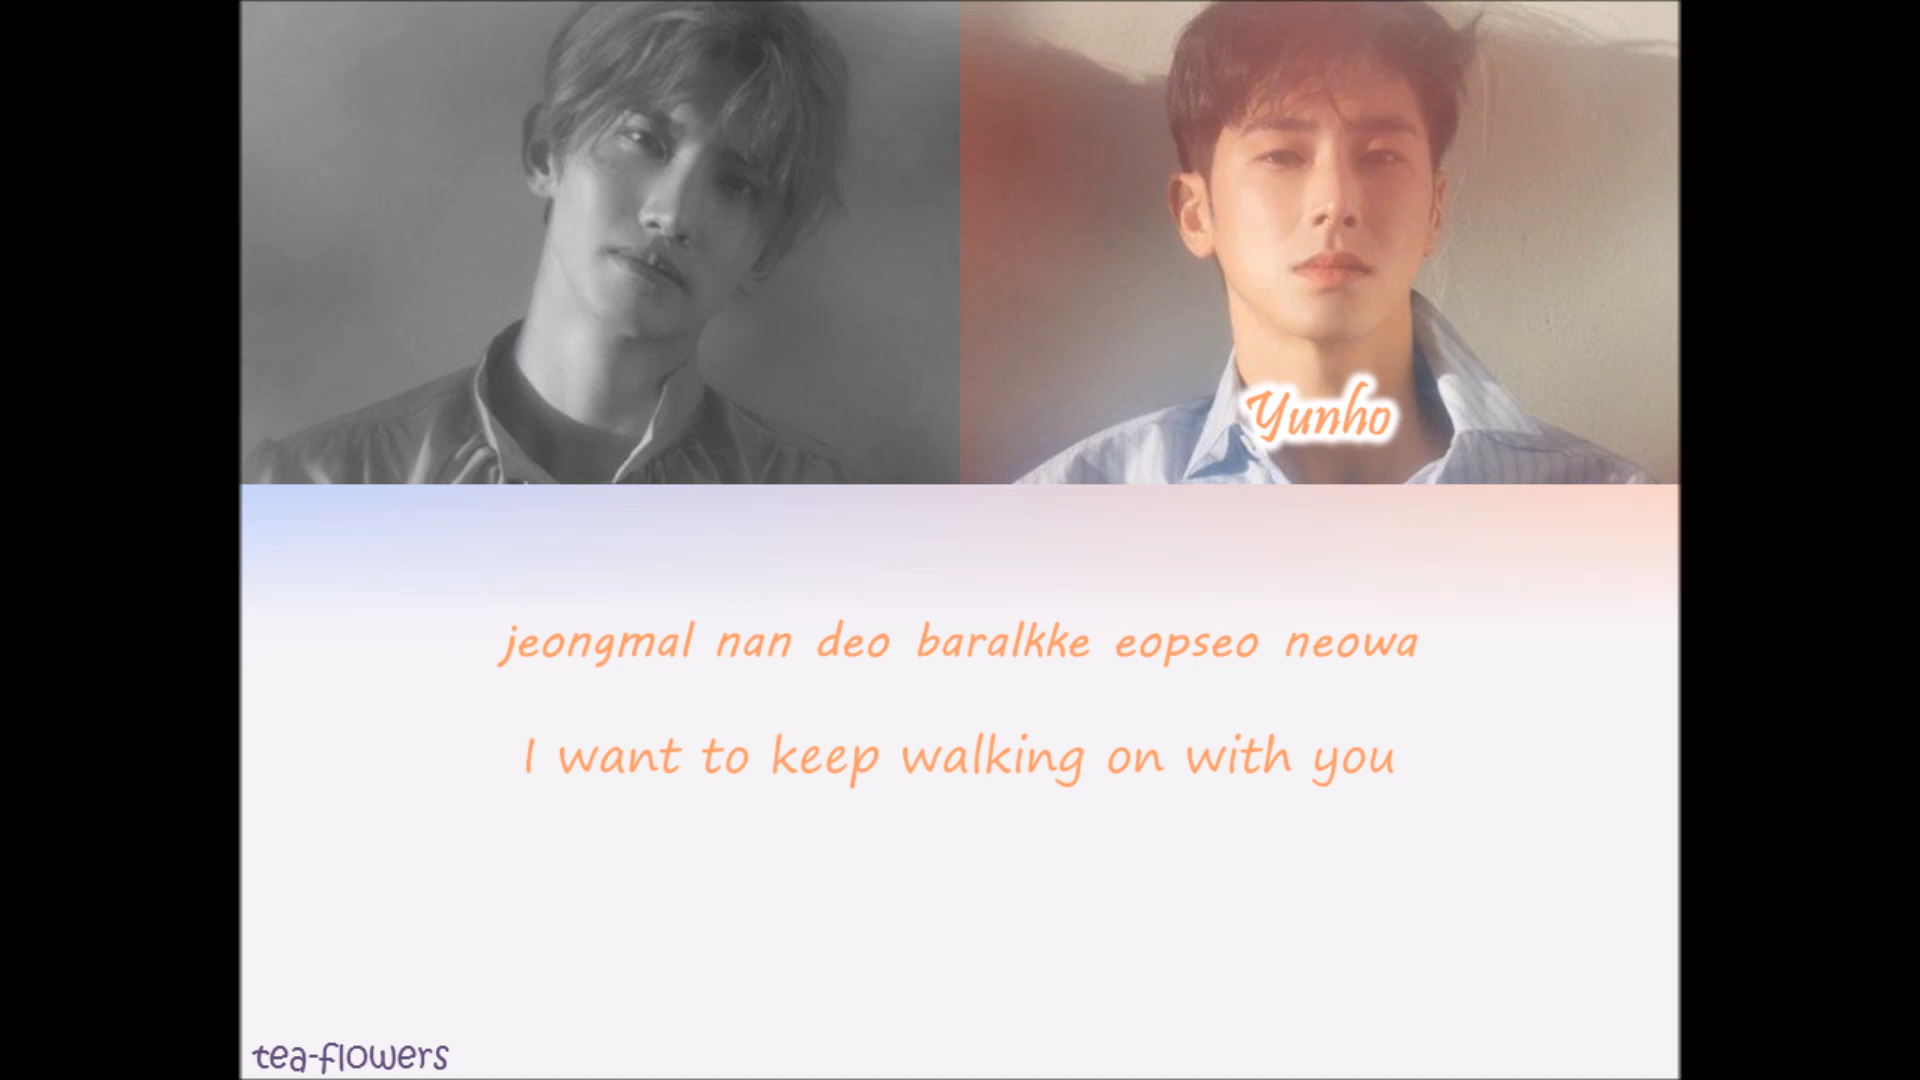 Yunho
jeongmal nan deo baralkke eopseo neowa
I want to keep walking on with you
tea-flowers